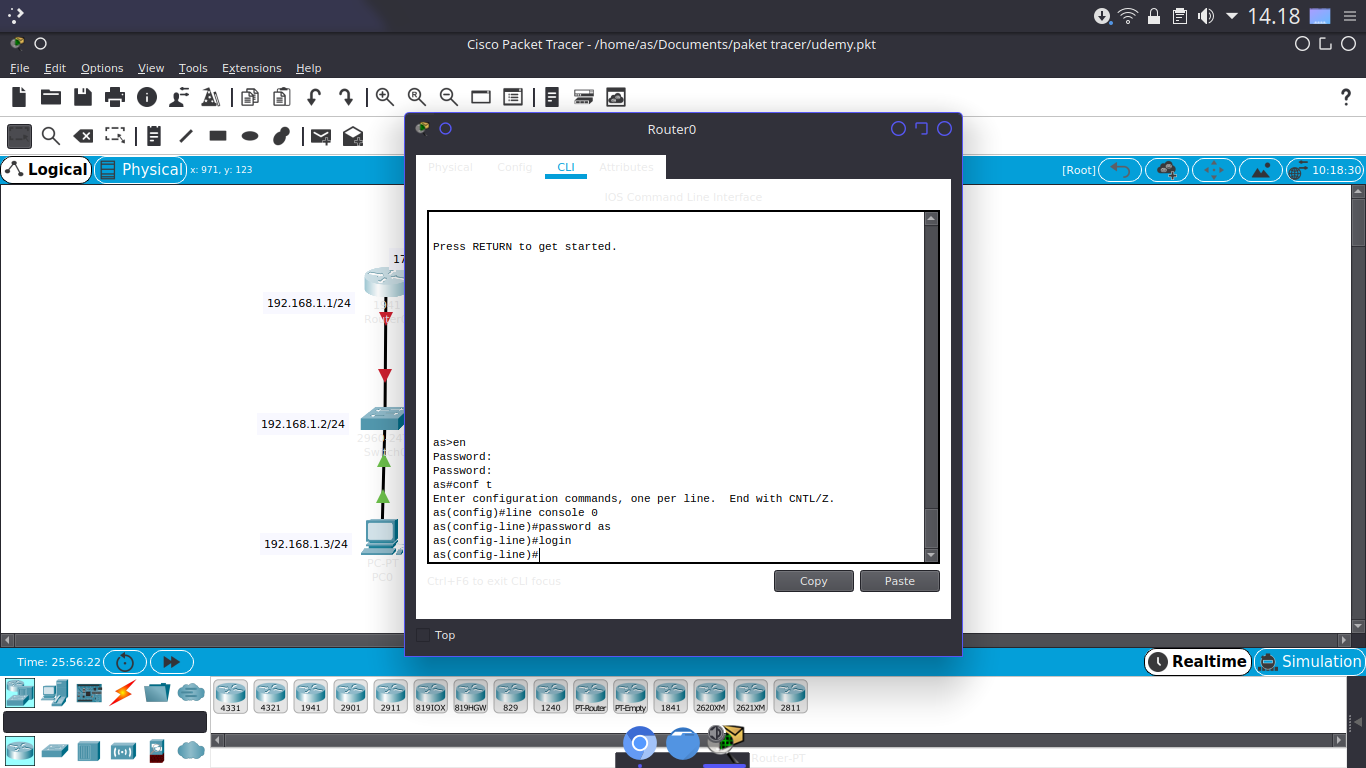 14.18
Cisco Packet Tracer - /home/as/Documents/paket tracer/udemy.pkt
File Edit Options View Tools Extensions Help
Logical Physical x: 971, y: 123 [Root] 10:18:30
Router0
Physical Config CLI Attributes
IOS Command Line Interface
Press RETURN to get started.
as>en
Password:
Password:
as#conf t
Enter configuration commands, one per line.  End with CNTL/Z.
as(config)#line console 0
as(config-line)#password as
as(config-line)#login
as(config-line)#
Ctrl+F6 to exit CLI focus
Copy Paste
Top
17
192.168.1.1/24
192.168.1.2/24
192.168.1.3/24
PC-PT
PC0
Time: 25:56:22 Realtime Simulation
4331 4321 1941 2901 2911 819IOX 819HGW 829 1240 PT-Router PT-Empty 1841 2620XM 2621XM 2811
Router-PT